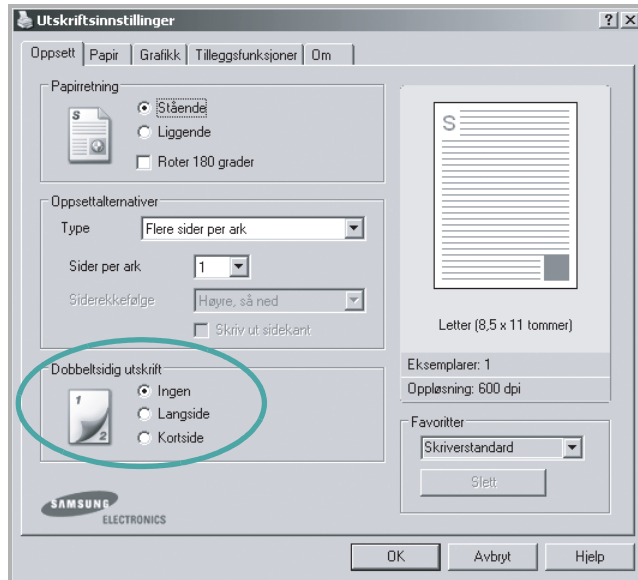 Utskriftsinnstillinger
Oppsett Papir Grafikk Tilleggsfunksjoner Om
Papirretning
S
Stående
Liggende
Roter 180 grader
Oppsettalternativer
Type Flere sider per ark
Sider per ark 1
Siderekkefølge Høyre, så ned
Skriv ut sidekant
Dobbeltsidig utskrift
1
2
Ingen
Langside
Kortside
SAMSUNG
ELECTRONICS
S
Letter (8,5 x 11 tommer)
Eksemplarer: 1
Oppløsning: 600 dpi
Favoritter
Skriverstandard
Slett
OK Avbryt Hjelp